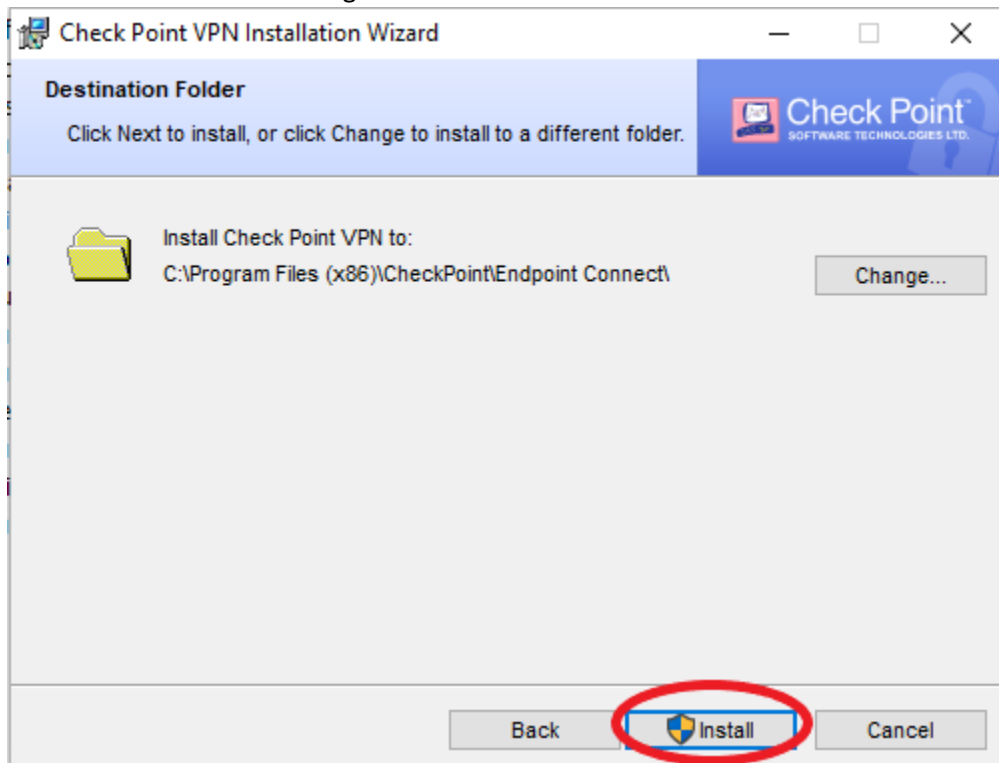 Check Point VPN Installation Wizard
Destination Folder
Click Next to install, or click Change to install to a different folder.
Check Point™
SOFTWARE TECHNOLOGIES LTD.
Install Check Point VPN to:
C:\Program Files (x86)\CheckPoint\Endpoint Connect\
Change...
Back
Install
Cancel